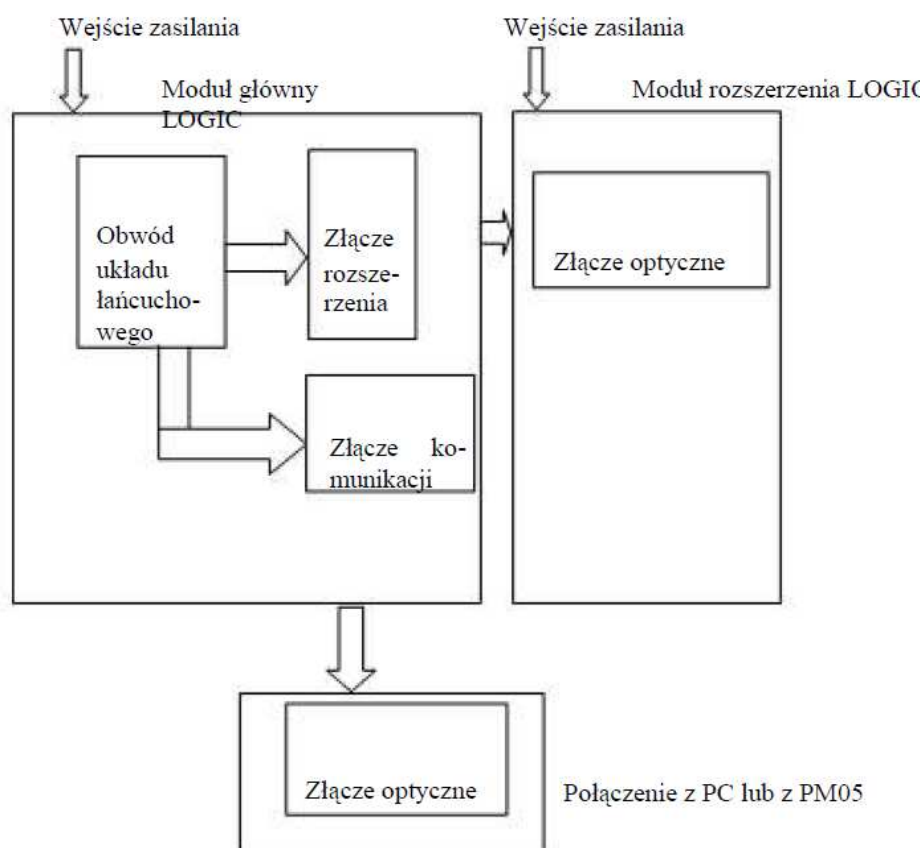 Wejście zasilania
Wejście zasilania
Moduł główny
LOGIC
Moduł rozszerzenia LOGIC
Obwód
układu
łańcucho-
wego
Złącze
rozsze-
rzenia
Złącze optyczne
Złącze ko-
munikacji
Złącze optyczne
Połączenie z PC lub z PM05